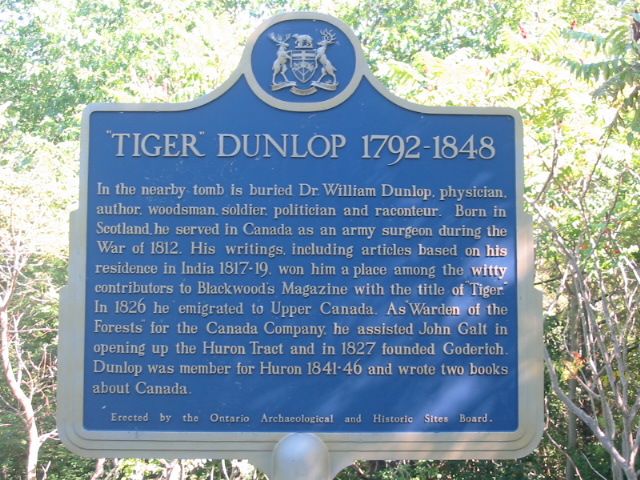 "TIGER" DUNLOP 1792-1848
In the nearby tomb is buried Dr. William Dunlop, physician,
author, woodsman, soldier, politician and raconteur. Born in
Scotland, he served in Canada as an army surgeon during the
War of 1812. His writings, including articles based on his
residence in India 1817-19, won him a place among the witty
contributors to Blackwood's Magazine with the title of "Tiger".
In 1826 he emigrated to Upper Canada. As "Warden of the
Forests" for the Canada Company, he assisted John Galt in
opening up the Huron Tract and in 1827 founded Goderich.
Dunlop was member for Huron 1841-46 and wrote two books
about Canada.
Erected by the Ontario Archaeological and Historic Sites Board.